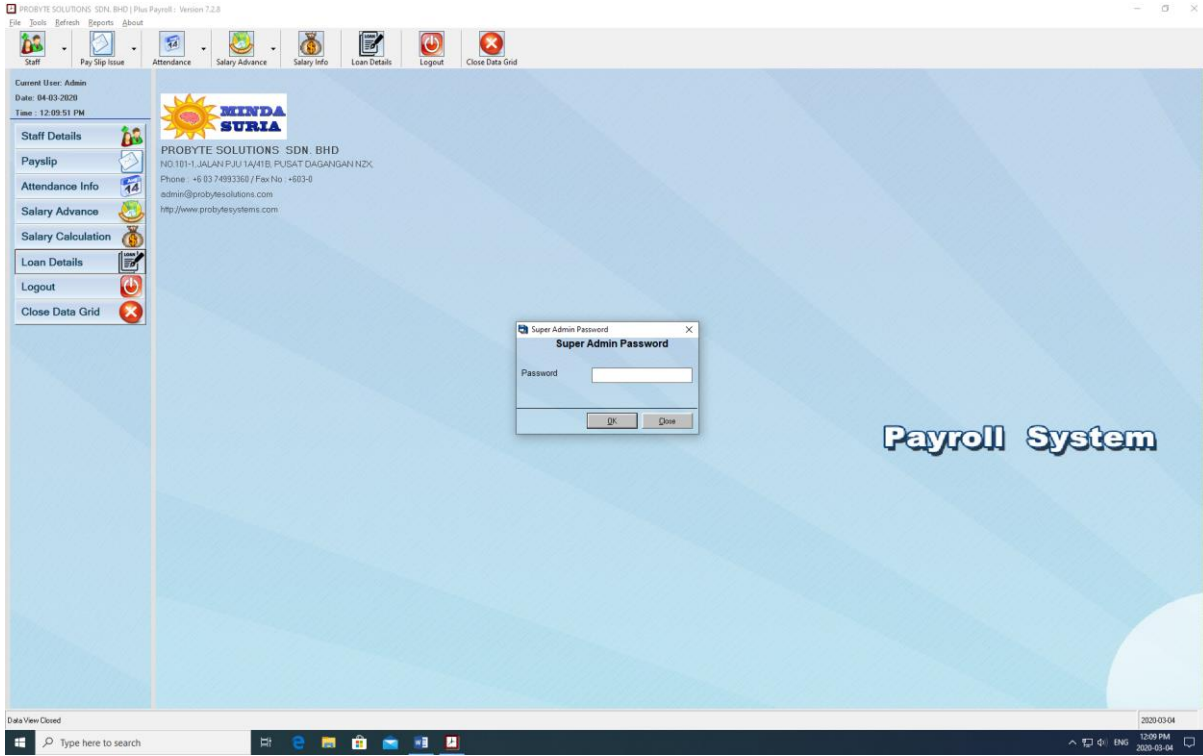 PROBYTE SOLUTIONS SDN. BHD | Plus Payroll : Version 7.2.8
File Tools Refresh Reports About
Staff Pay Slip Issue Attendance Salary Advance Salary Info Loan Details Logout Close Data Grid
Current User: Admin
Date: 04-03-2020
Time : 12:09:51 PM
Staff Details
Payslip
Attendance Info
Salary Advance
Salary Calculation
Loan Details
Logout
Close Data Grid
MINDA
SURIA
PROBYTE SOLUTIONS SDN. BHD
NO.101-1,JALAN PJU 1A/41B, PUSAT DAGANGAN NZX,
Phone : +6 03 74993360 / Fax No : +603-0
admin@probytesolutions.com
http://www.probytesystems.com
Super Admin Password
Super Admin Password
Password
OK Close
Payroll System
Data View Closed 2020-03-04
Type here to search
ENG
12:09 PM
2020-03-04